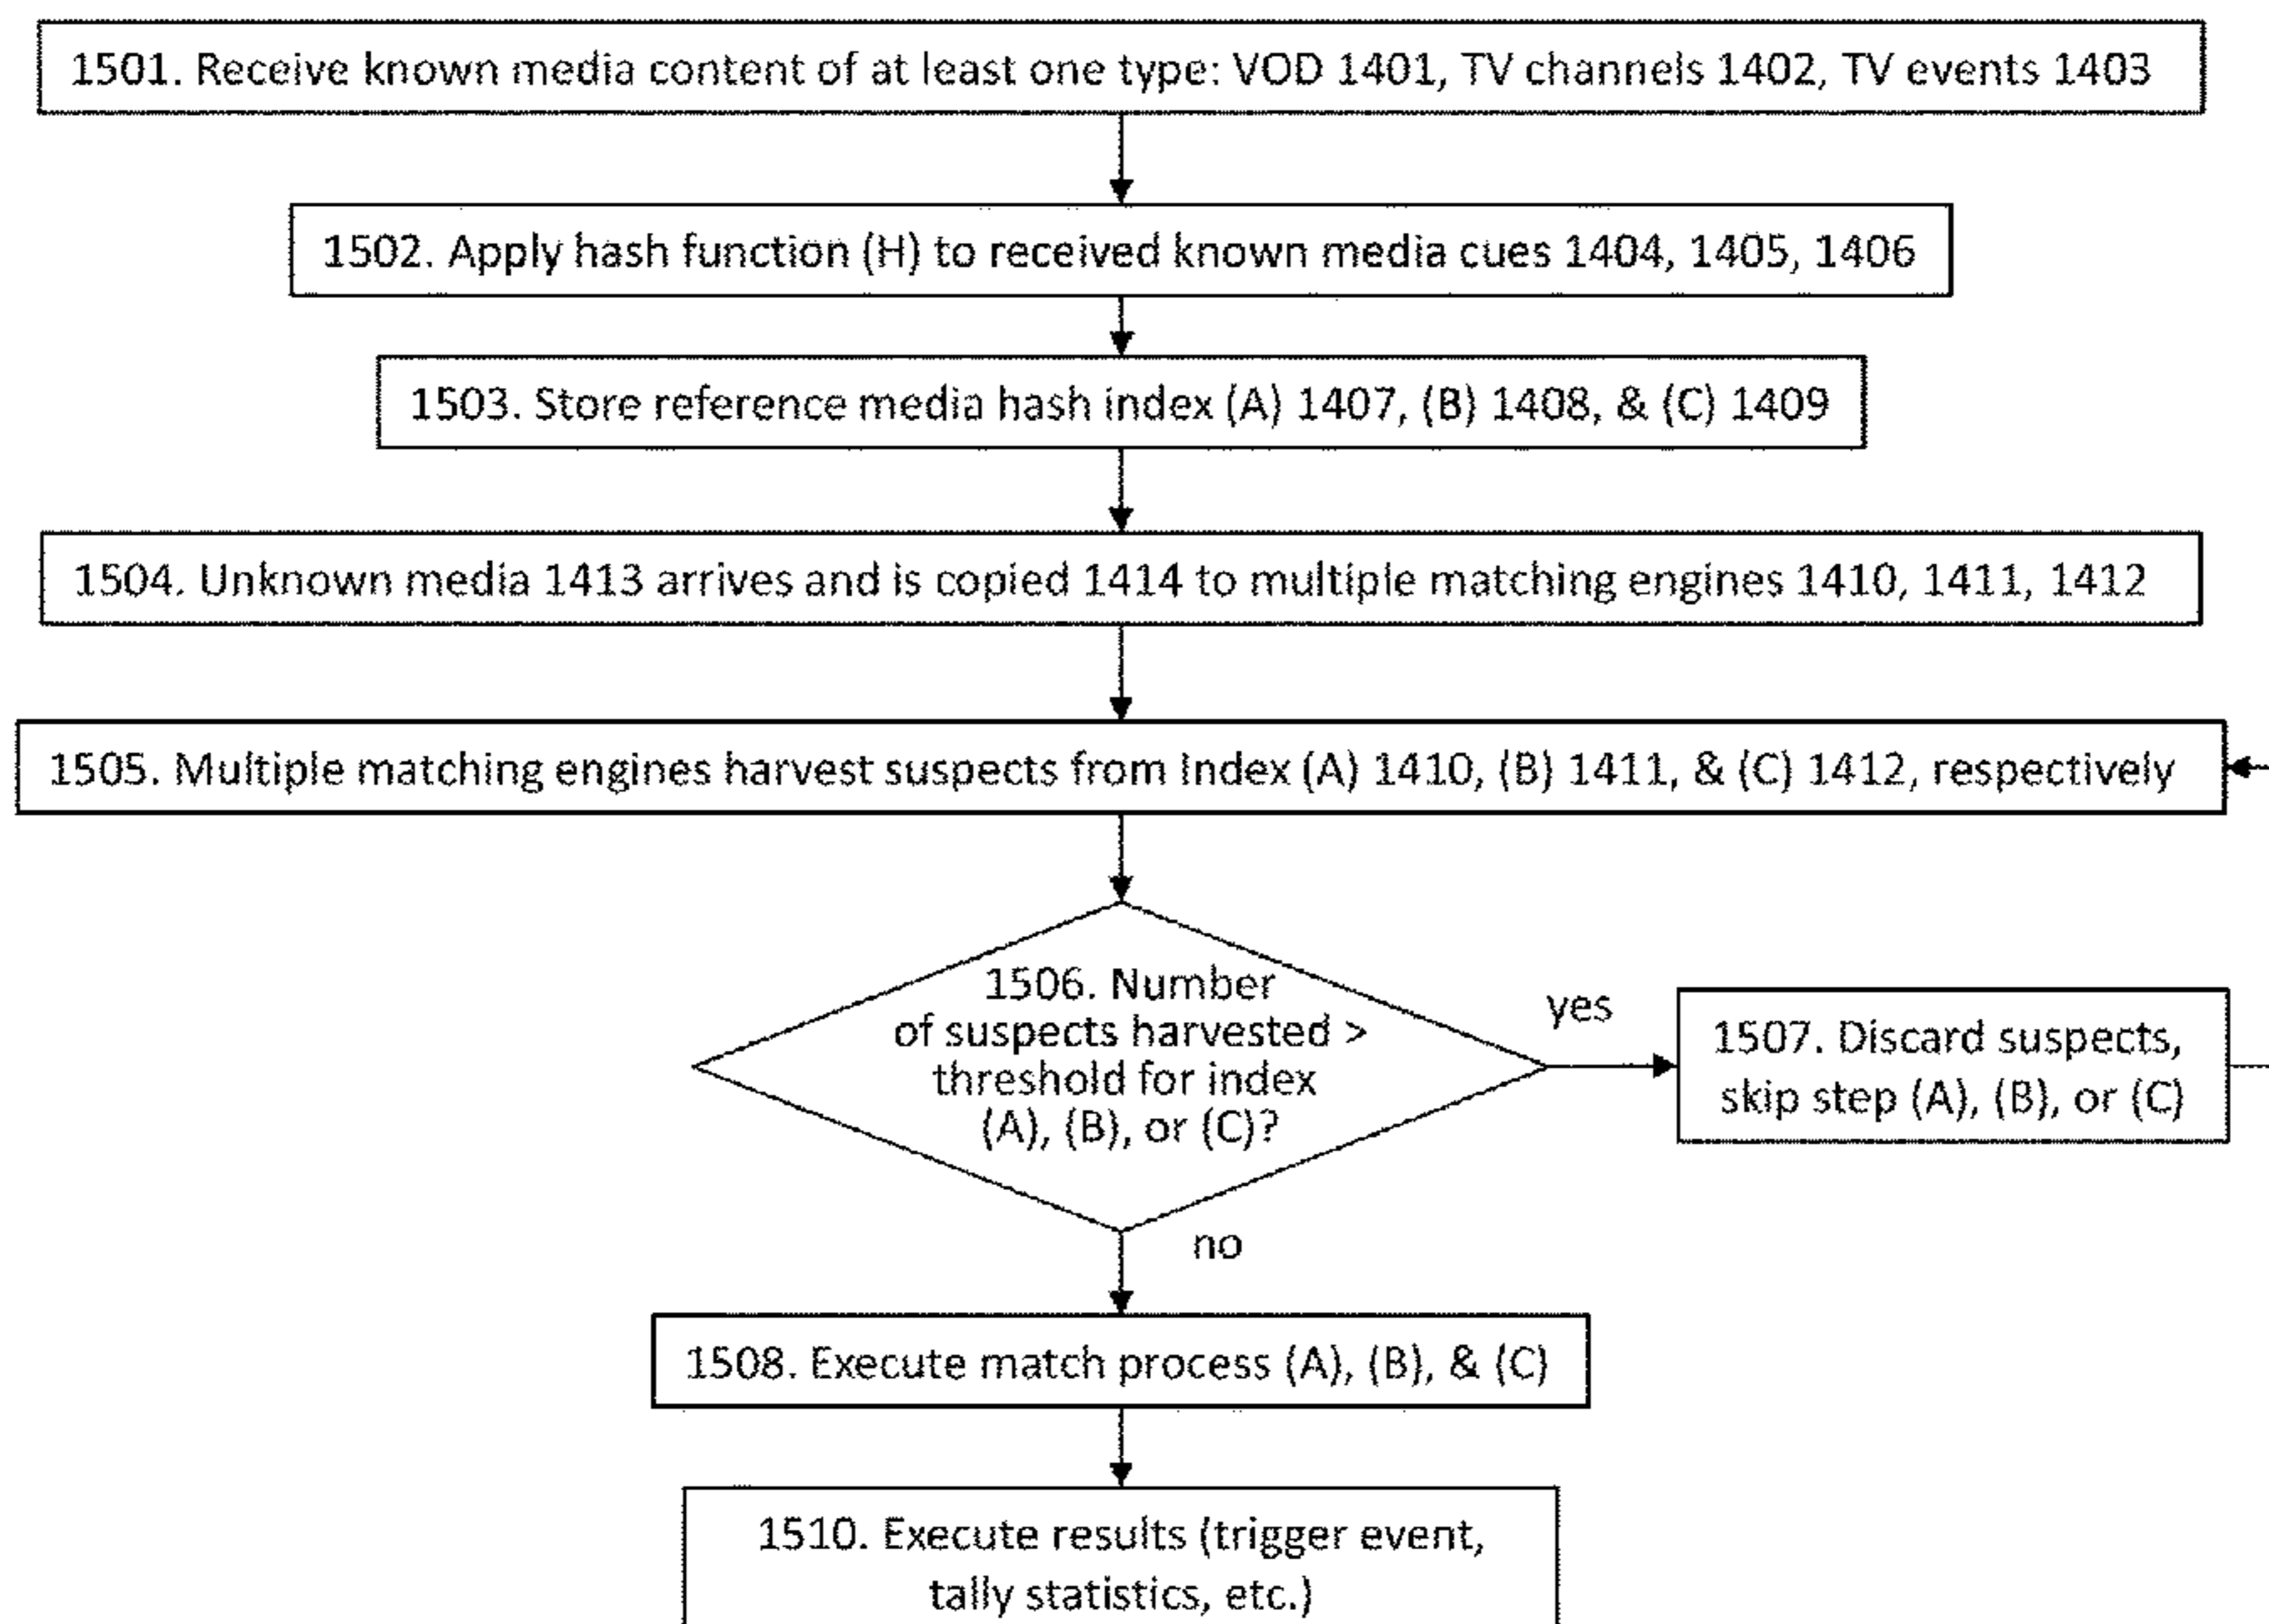 1501. Receive known media content of at least one type: VOD 1401, TV channels 1402, TV events 1403
1502. Apply hash function (H) to received known media cues 1404, 1405, 1406
1503. Store reference media hash index (A) 1407, (B) 1408, & (C) 1409
1504. Unknown media 1413 arrives and is copied 1414 to multiple matching engines 1410, 1411, 1412
1505. Multiple matching engines harvest suspects from Index (A) 1410, (B) 1411, & (C) 1412, respectively
1506. Number
of suspects harvested >
threshold for index
(A), (B), or (C)?
yes
1507. Discard suspects,
skip step (A), (B), or (C)
no
1508. Execute match process (A), (B), & (C)
1510. Execute results (trigger event,
tally statistics, etc.)